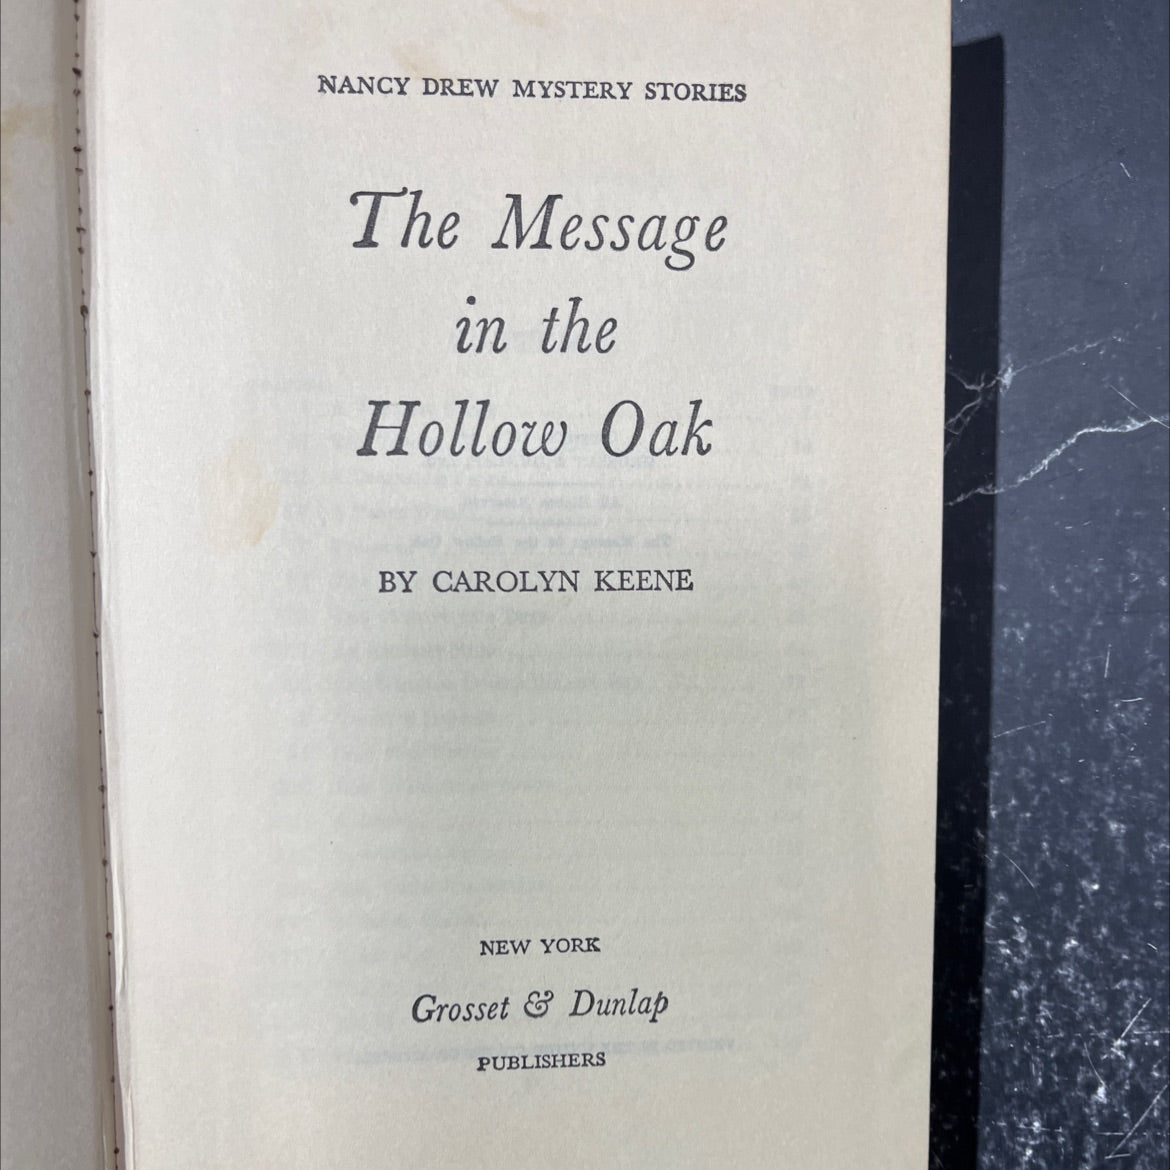 NANCY DREW MYSTERY STORIES
The Message
in the
Hollow Oak
BY CAROLYN KEENE
NEW YORK
Grosset & Dunlap
PUBLISHERS